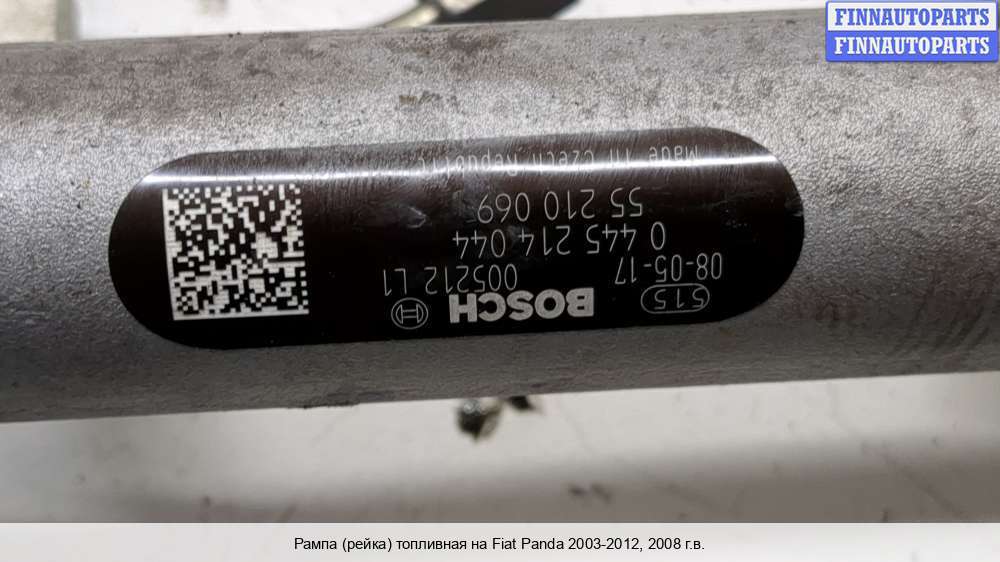 FINNAUTOPARTS
FINNAUTOPARTS
515 BOSCH
08-05-17 005212 L1
0 445 214 044
55 210 069
Made in Czech Republic
Рампа (рейка) топливная на Fiat Panda 2003-2012, 2008 г.в.